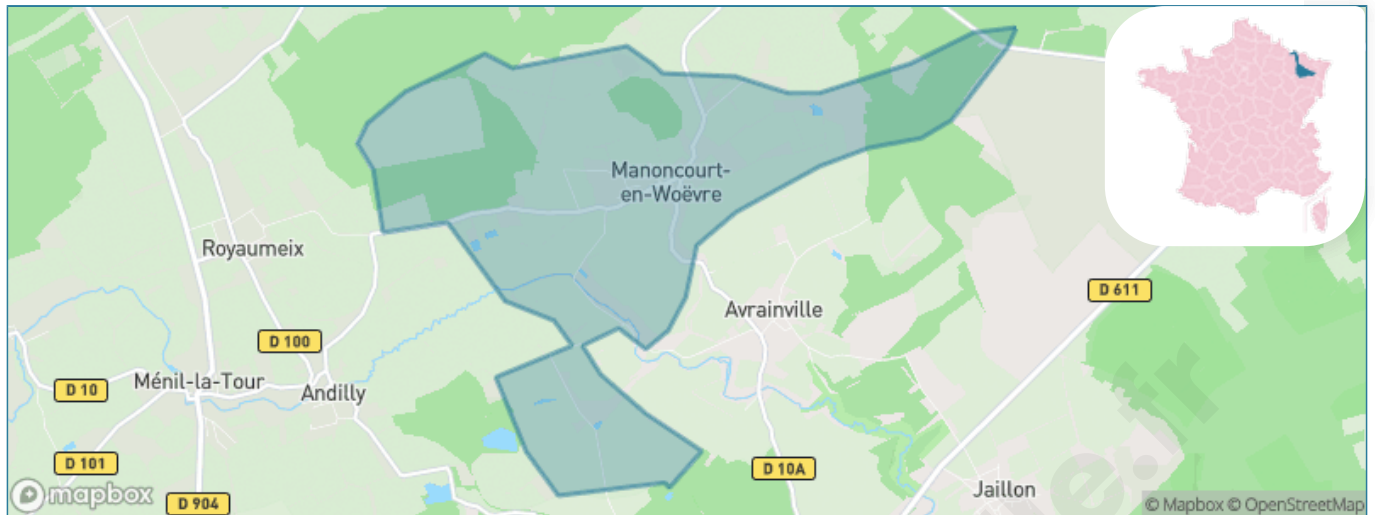 Manoncourt-
en-Woëvre
Royaumeix
Avrainville
D 611
D 100
D 10
Ménil-la-Tour
Andilly
D 101
D 10A
Jaillon
D 904
mapbox
© Mapbox © OpenStreetMap